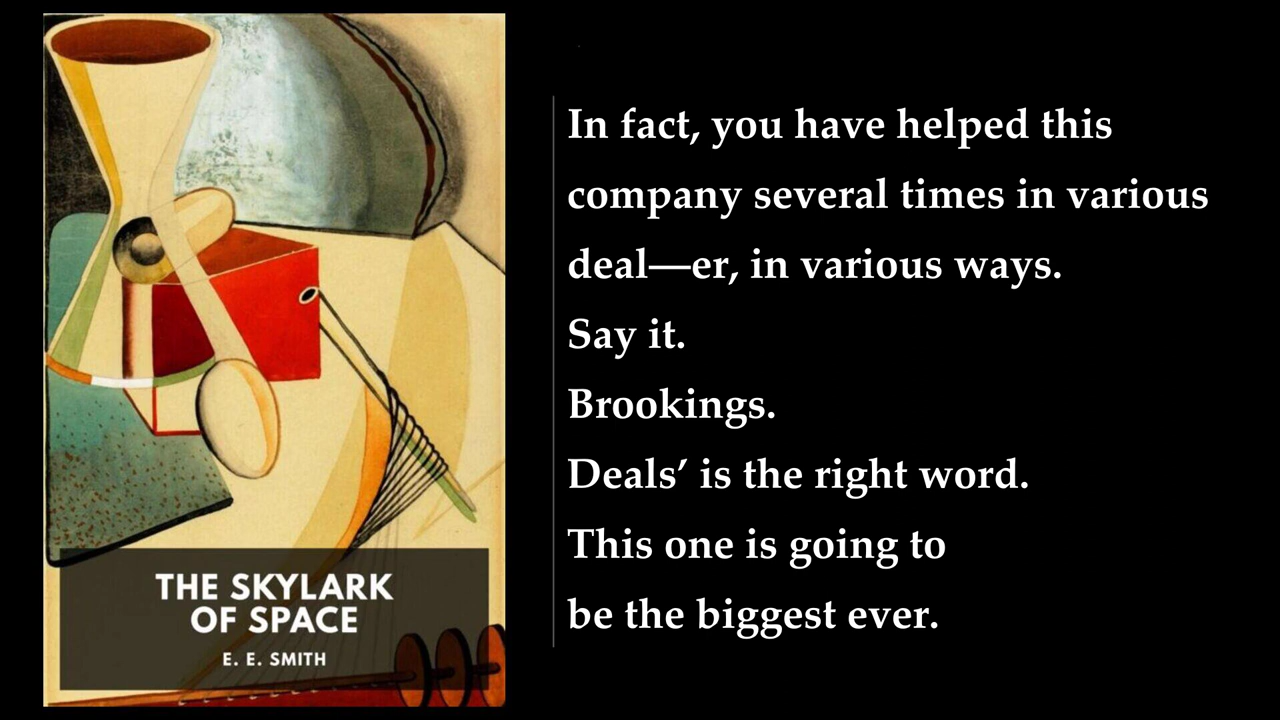 THE SKYLARK
OF SPACE
E. E. SMITH
In fact, you have helped this
company several times in various
deal—er, in various ways.
Say it.
Brookings.
Deals’ is the right word.
This one is going to
be the biggest ever.